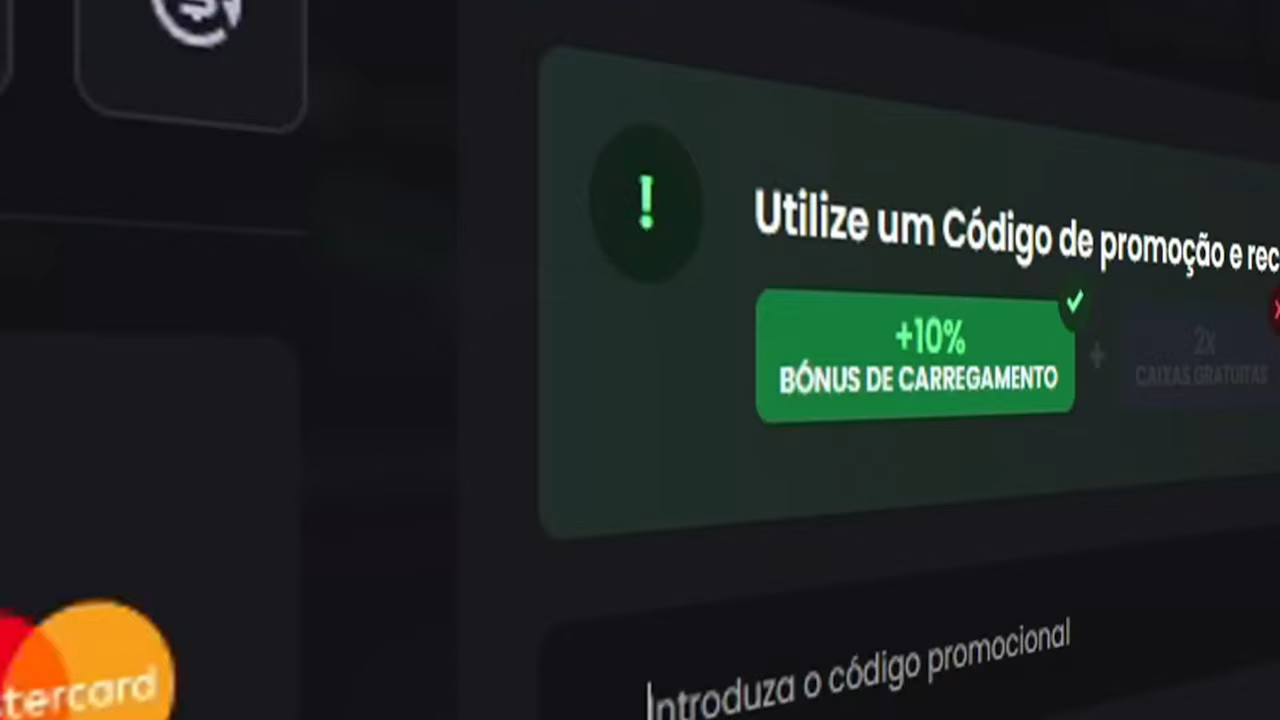 !
Utilize um Código de promoção e rec
+10%
BÓNUS DE CARREGAMENTO
+
2x
CAIXAS GRATUITAS
Introduza o código promocional
tercard